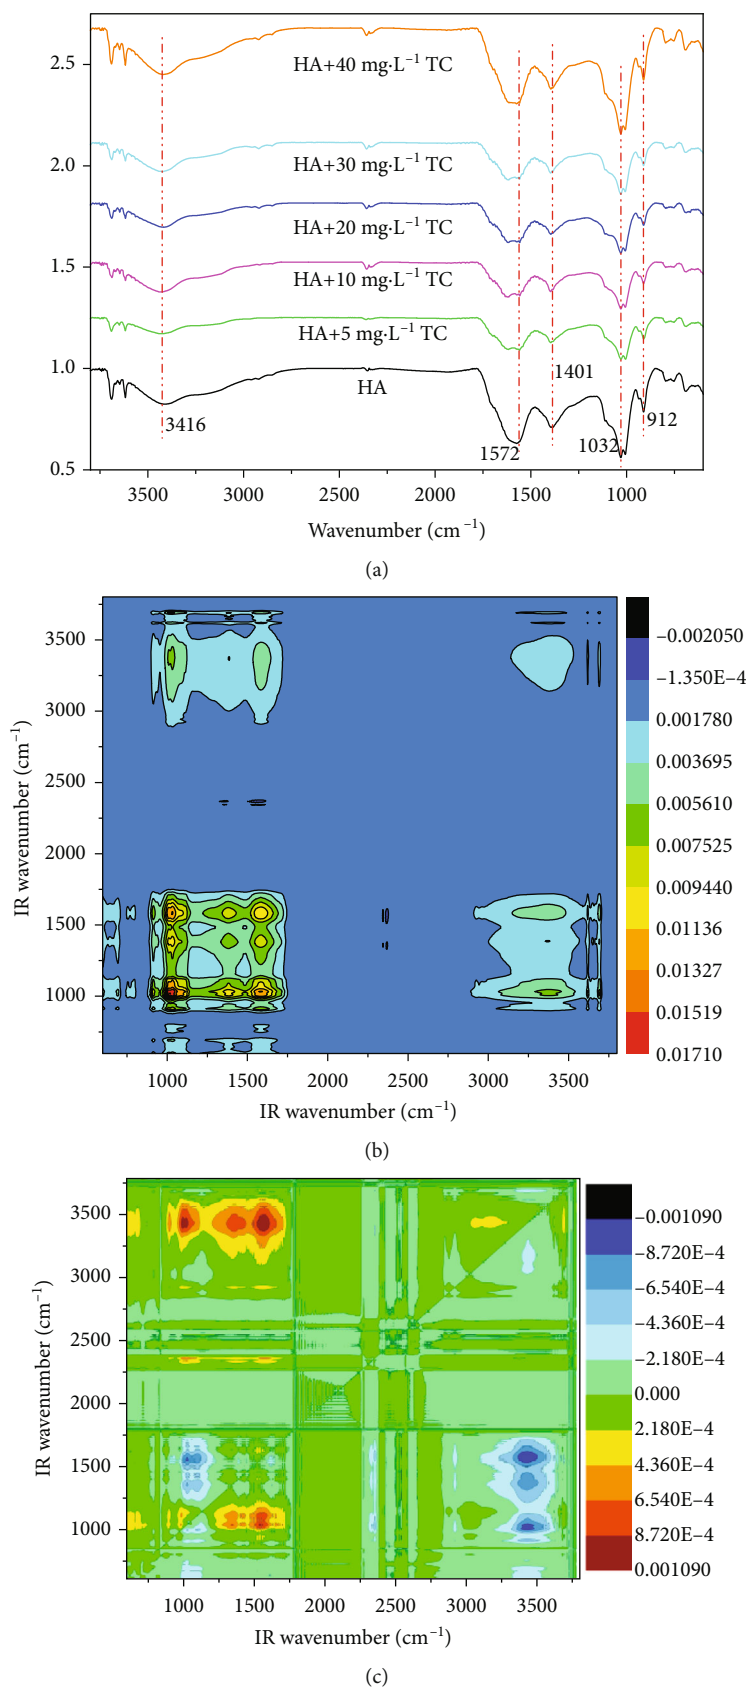 2.5
2.0
1.5
1.0
0.5
HA+40 mg·L⁻¹ TC
HA+30 mg·L⁻¹ TC
HA+20 mg·L⁻¹ TC
HA+10 mg·L⁻¹ TC
HA+5 mg·L⁻¹ TC
HA
1401
3416
912
1572
1032
3500 3000 2500 2000 1500 1000
Wavenumber (cm⁻¹)
(a)
IR wavenumber (cm⁻¹)
3500
3000
2500
2000
1500
1000
1000 1500 2000 2500 3000 3500
IR wavenumber (cm⁻¹)
−0.002050
−1.350E−4
0.001780
0.003695
0.005610
0.007525
0.009440
0.01136
0.01327
0.01519
0.01710
(b)
IR wavenumber (cm⁻¹)
3500
3000
2500
2000
1500
1000
1000 1500 2000 2500 3000 3500
IR wavenumber (cm⁻¹)
−0.001090
−8.720E−4
−6.540E−4
−4.360E−4
−2.180E−4
0.000
2.180E−4
4.360E−4
6.540E−4
8.720E−4
0.001090
(c)